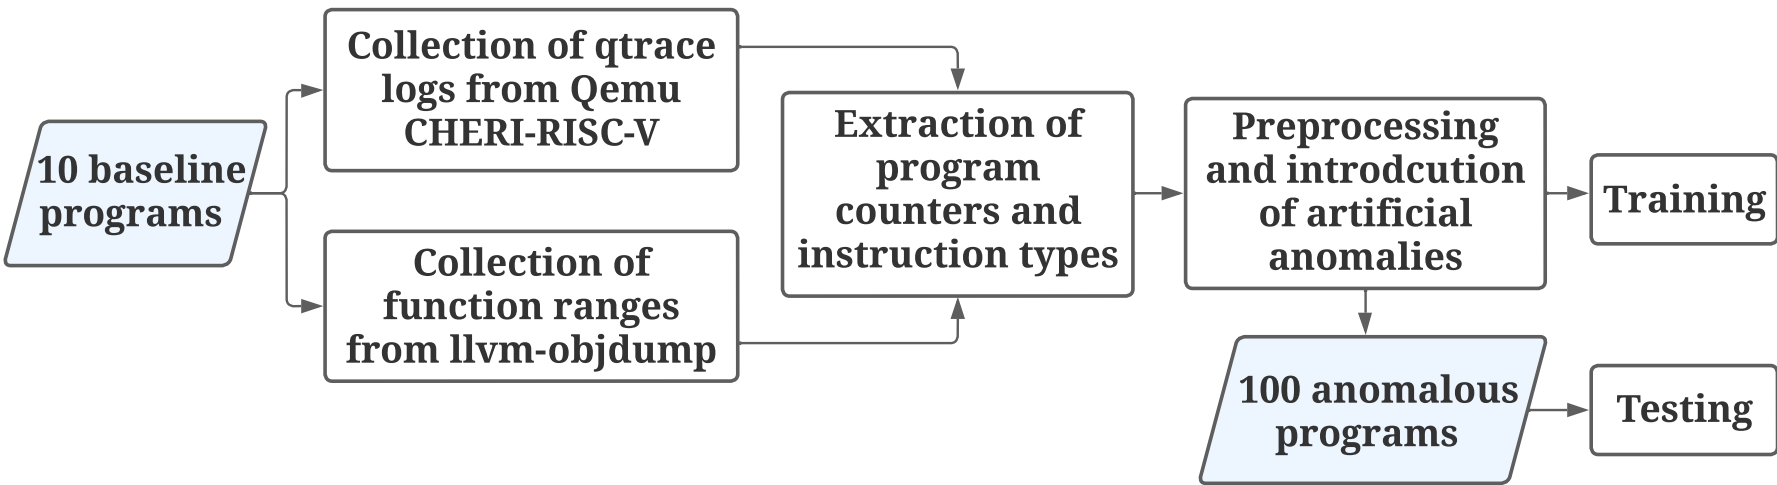 10 baseline
programs
Collection of qtrace
logs from Qemu
CHERI-RISC-V
Collection of
function ranges
from llvm-objdump
Extraction of
program
counters and
instruction types
Preprocessing
and introdcution
of artificial
anomalies
Training
100 anomalous
programs
Testing